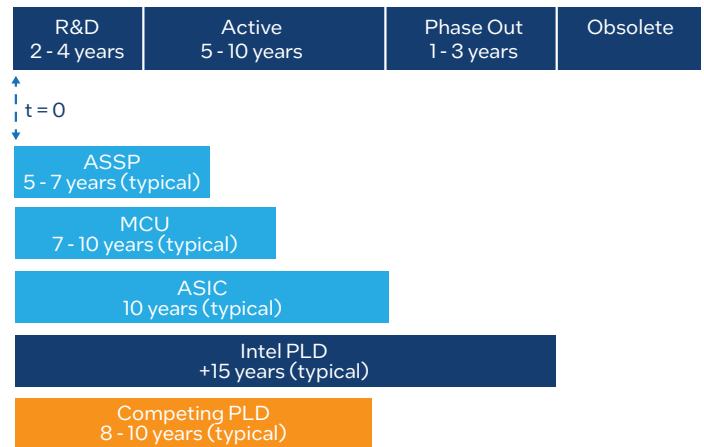 R&D
2 - 4 years
Active
5 - 10 years
Phase Out
1 - 3 years
Obsolete
t = 0
ASSP
5 - 7 years (typical)
MCU
7 - 10 years (typical)
ASIC
10 years (typical)
Intel PLD
+15 years (typical)
Competing PLD
8 - 10 years (typical)